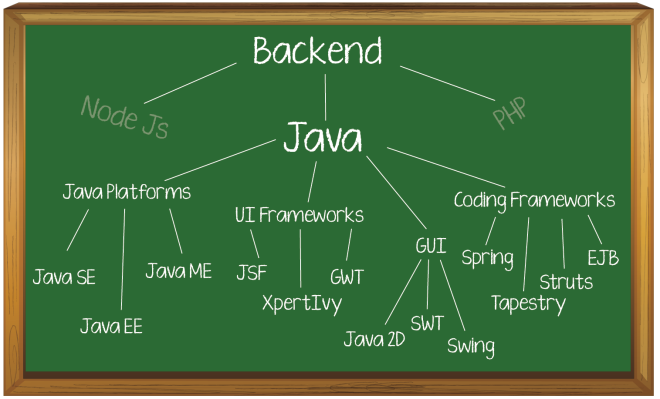 Backend
Node Js
Java
PHP
Java Platforms
UI Frameworks
GUI
Coding Frameworks
Java SE
Java EE
Java ME
JSF
XpertIvy
GWT
Java 2D
SWT
Swing
Spring
Tapestry
Struts
EJB